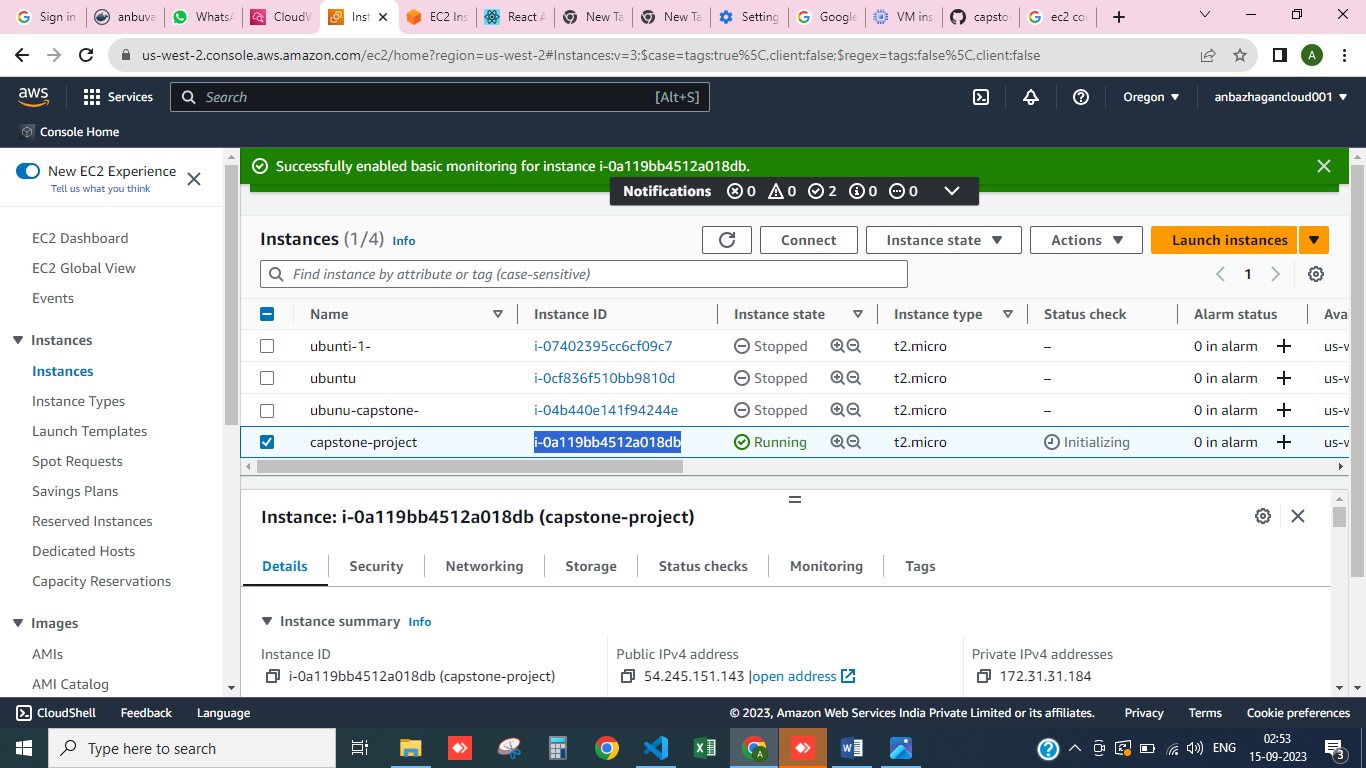 Sign in
anbuva
WhatsA
CloudW
Inst
EC2 Ins
React A
New Ta
New Ta
Setting
Google
VM ins
capsto
ec2 co
us-west-2.console.aws.amazon.com/ec2/home?region=us-west-2#Instances:v=3;$case=tags:true%5C,client:false;$regex=tags:false%5C,client:false
A
aws
Services
Search
[Alt+S]
Oregon
anbazhagancloud001
Console Home
New EC2 Experience
Tell us what you think
EC2 Dashboard
EC2 Global View
Events
Instances
Instances
Instance Types
Launch Templates
Spot Requests
Savings Plans
Reserved Instances
Dedicated Hosts
Capacity Reservations
Images
AMIs
AMI Catalog
Successfully enabled basic monitoring for instance i-0a119bb4512a018db.
Notifications 0 0 2 0 0
Instances (1/4) Info
Connect
Instance state
Actions
Launch instances
Find instance by attribute or tag (case-sensitive)
1
Name Instance ID Instance state Instance type Status check Alarm status Ava
ubunti-1- i-07402395cc6cf09c7 Stopped t2.micro – 0 in alarm + us-w
ubuntu i-0cf836f510bb9810d Stopped t2.micro – 0 in alarm + us-w
ubunu-capstone- i-04b440e141f94244e Stopped t2.micro – 0 in alarm + us-w
capstone-project i-0a119bb4512a018db Running t2.micro Initializing 0 in alarm + us-w
Instance: i-0a119bb4512a018db (capstone-project)
Details Security Networking Storage Status checks Monitoring Tags
Instance summary Info
Instance ID
i-0a119bb4512a018db (capstone-project)
Public IPv4 address
54.245.151.143 |open address
Private IPv4 addresses
172.31.31.184
CloudShell Feedback Language
© 2023, Amazon Web Services India Private Limited or its affiliates. Privacy Terms Cookie preferences
Type here to search
ENG
02:53
15-09-2023
3